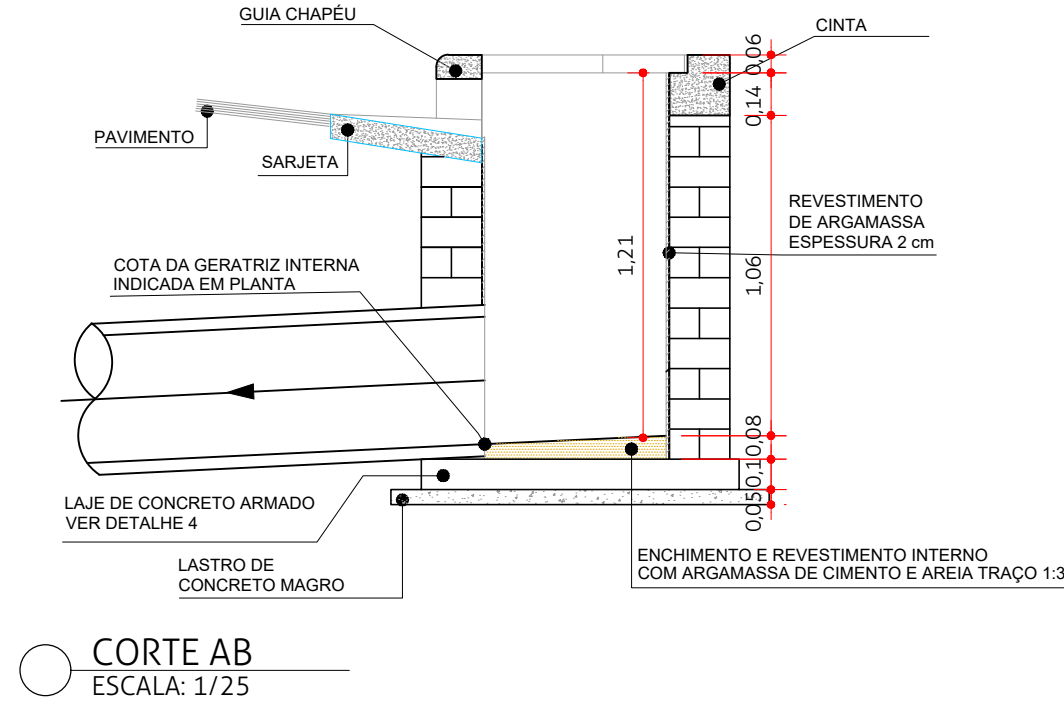 GUIA CHAPÉU
CINTA
0,06
0,14
PAVIMENTO
SARJETA
REVESTIMENTO
DE ARGAMASSA
ESPESSURA 2 cm
1,21
1,06
COTA DA GERATRIZ INTERNA
INDICADA EM PLANTA
0,08
0,10
0,05
LAJE DE CONCRETO ARMADO
VER DETALHE 4
LASTRO DE
CONCRETO MAGRO
ENCHIMENTO E REVESTIMENTO INTERNO
COM ARGAMASSA DE CIMENTO E AREIA TRAÇO 1:3
CORTE AB
ESCALA: 1/25